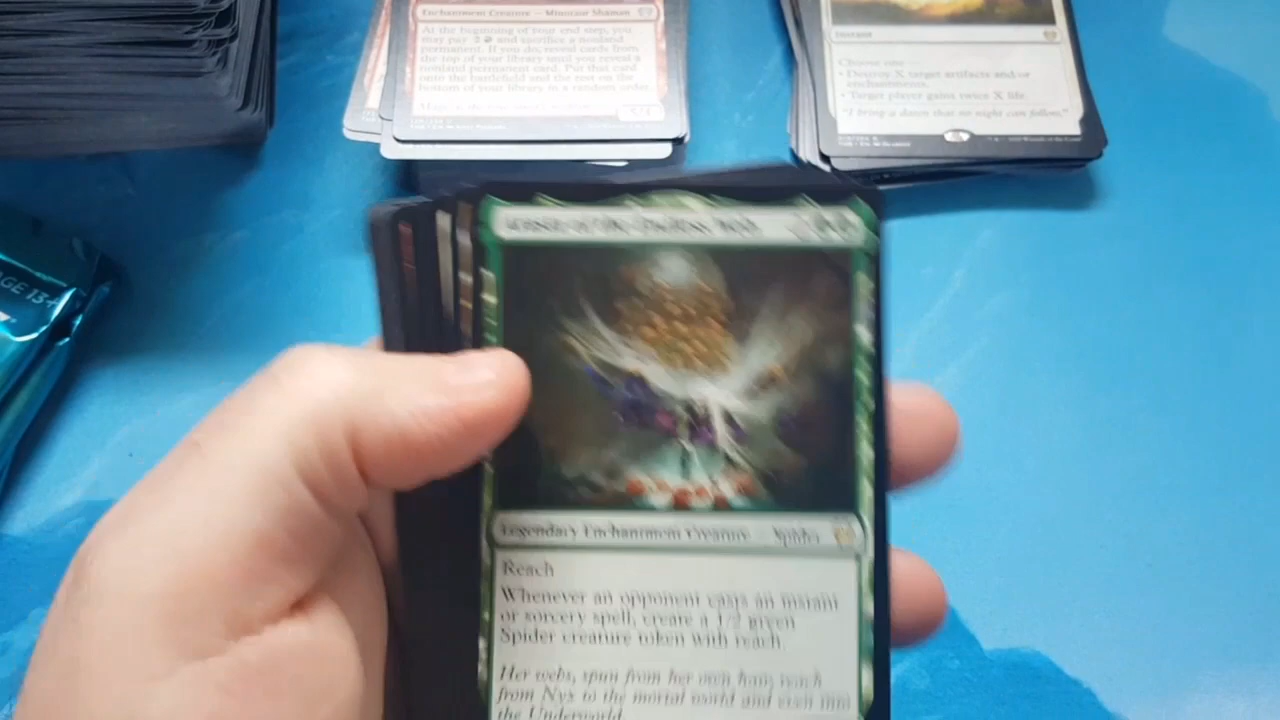 Enchantment Creature — Minotaur Shaman
At the beginning of your end step, you
may pay 2 and sacrifice a nonland
permanent. If you do, reveal cards from
the top of your library until you reveal a
nonland permanent card. Put that card
onto the battlefield and the rest on the
bottom of your library in a random order.
5/4
Instant
Choose one
• Destroy X target artifacts and/or
enchantments.
• Target player gains twice X life.
"I bring a dawn that no night can follow."
AGE 13+
Legendary Enchantment Creature — Spider
Reach
Whenever an opponent casts an instant
or sorcery spell, create a 1/2 green
Spider creature token with reach.
Her webs, spun from her own hair, reach
from Nyx to the mortal world and even into
the Underworld.